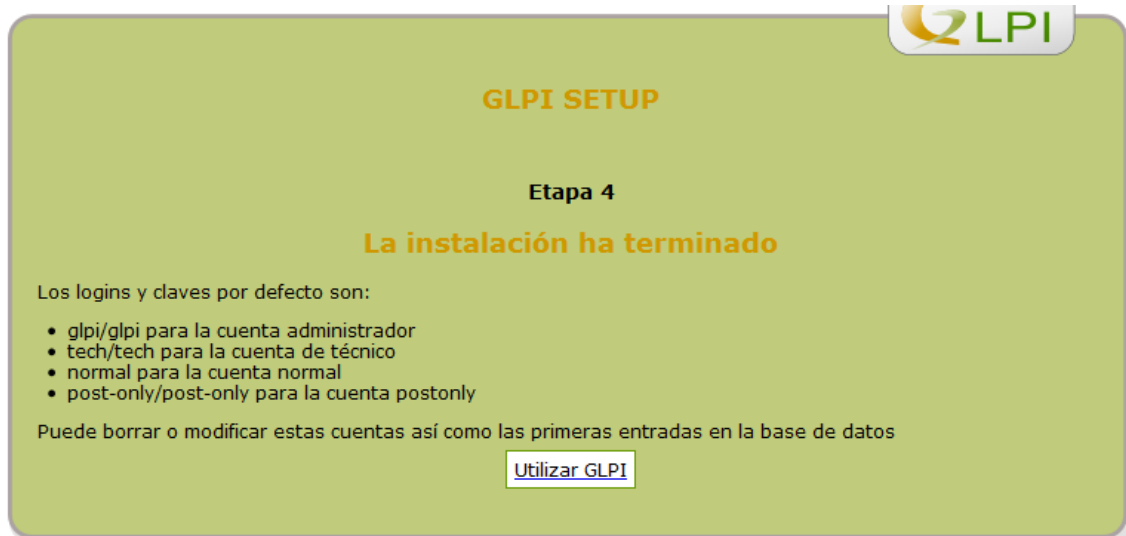 GLPI
GLPI SETUP
Etapa 4
La instalación ha terminado
Los logins y claves por defecto son:
• glpi/glpi para la cuenta administrador
• tech/tech para la cuenta de técnico
• normal para la cuenta normal
• post-only/post-only para la cuenta postonly
Puede borrar o modificar estas cuentas así como las primeras entradas en la base de datos
Utilizar GLPI